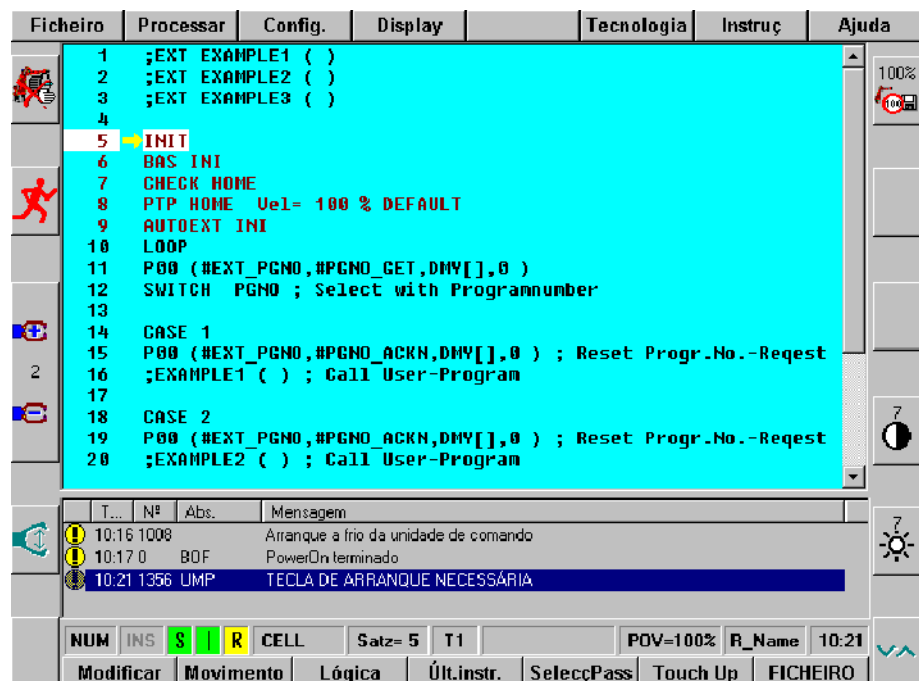 Ficheiro Processar Config. Display Tecnologia Instruç Ajuda
1 ;EXT EXAMPLE1 ( )
2 ;EXT EXAMPLE2 ( )
3 ;EXT EXAMPLE3 ( )
4
5 INIT
6 BAS INI
7 CHECK HOME
8 PTP HOME Vel= 100 % DEFAULT
9 AUTOEXT INI
10 LOOP
11 P00 (#EXT_PGNO,#PGNO_GET,DMY[],0 )
12 SWITCH PGNO ; Select with Programnumber
13
14 CASE 1
15 P00 (#EXT_PGNO,#PGNO_ACKN,DMY[],0 ) ; Reset Progr.No.-Reqest
16 ;EXAMPLE1 ( ) ; Call User-Program
17
18 CASE 2
19 P00 (#EXT_PGNO,#PGNO_ACKN,DMY[],0 ) ; Reset Progr.No.-Reqest
20 ;EXAMPLE2 ( ) ; Call User-Program
2
100%
100
7
7
T... Nº Abs. Mensagem
10:16 1008 Arranque a frio da unidade de comando
10:17 0 BOF PowerOn terminado
10:21 1356 UMP TECLA DE ARRANQUE NECESSÁRIA
NUM INS S I R CELL Satz= 5 T1 POV=100% R_Name 10:21
Modificar Movimento Lógica Últ.instr. SelecçPass Touch Up FICHEIRO